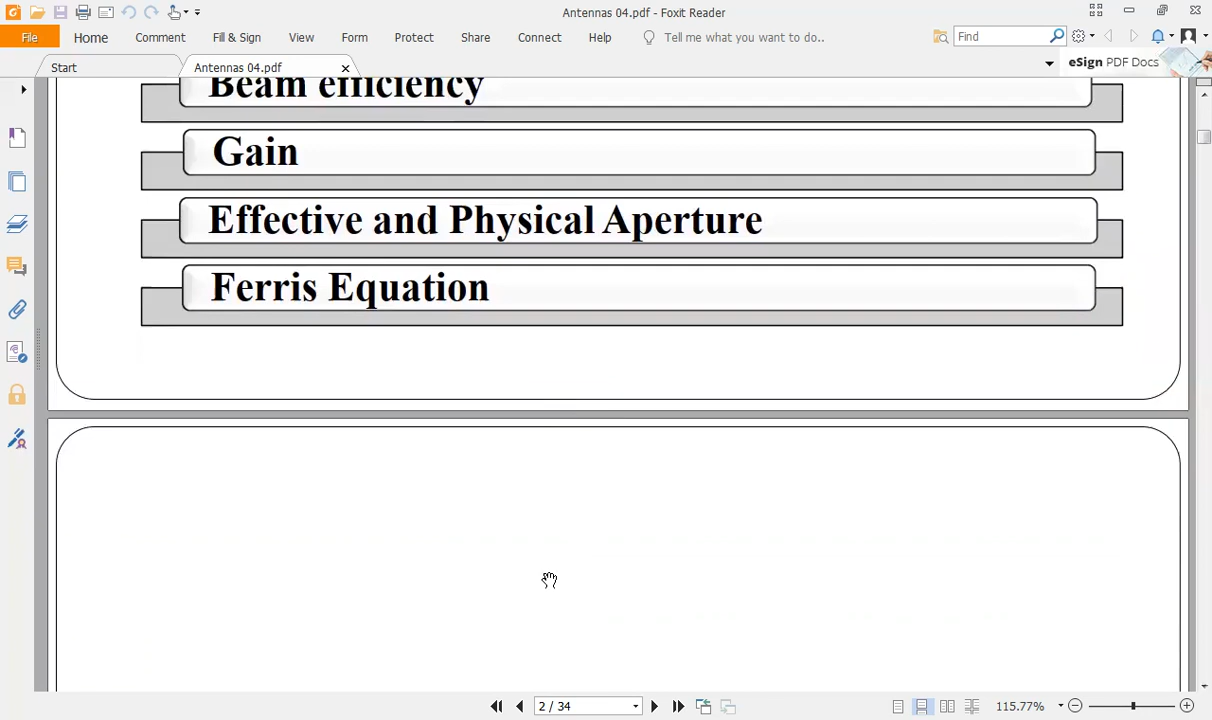 Antennas 04.pdf - Foxit Reader
File Home Comment Fill & Sign View Form Protect Share Connect Help Tell me what you want to do.. Find
Start Antennas 04.pdf eSign PDF Docs
Beam efficiency
Gain
Effective and Physical Aperture
Ferris Equation
2 / 34 115.77%